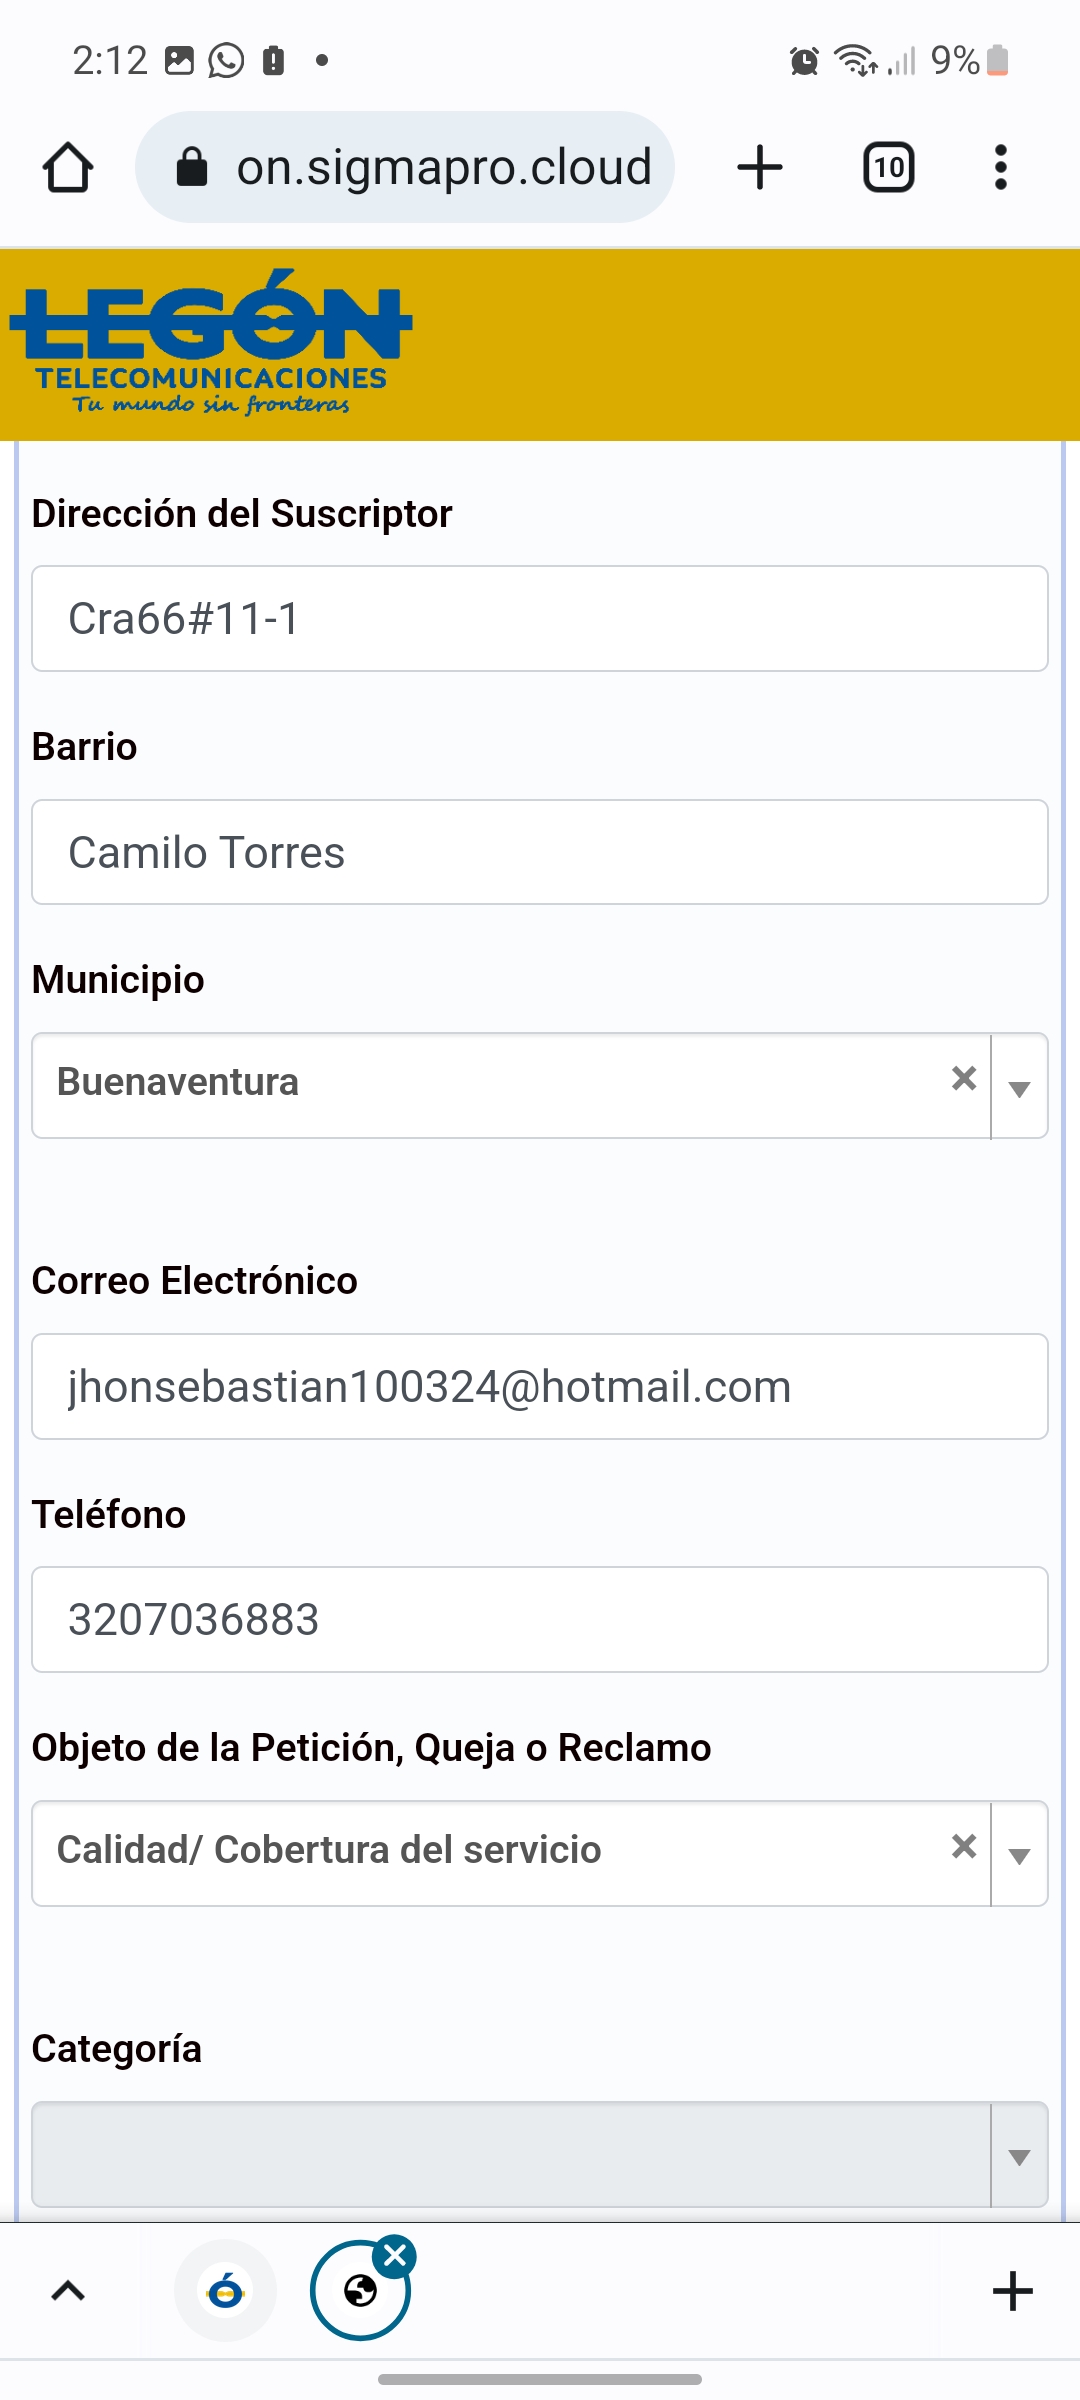 2:12
9%
on.sigmapro.cloud
10
LEGÓN
TELECOMUNICACIONES
Tu mundo sin fronteras
Dirección del Suscriptor
Cra66#11-1
Barrio
Camilo Torres
Municipio
Buenaventura
Correo Electrónico
jhonsebastian100324@hotmail.com
Teléfono
3207036883
Objeto de la Petición, Queja o Reclamo
Calidad/ Cobertura del servicio
Categoría